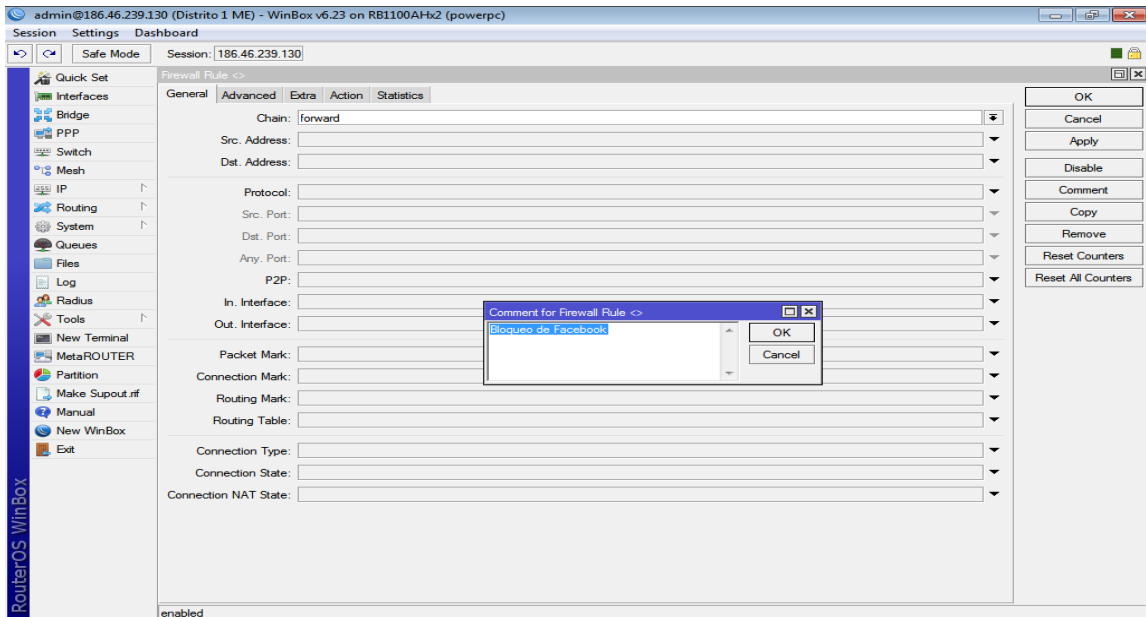 admin@186.46.239.130 (Distrito 1 ME) - WinBox v6.23 on RB1100AHx2 (powerpc)
Session Settings Dashboard
Safe Mode Session: 186.46.239.130
Quick Set
Interfaces
Bridge
PPP
Switch
Mesh
IP
Routing
System
Queues
Files
Log
Radius
Tools
New Terminal
MetaROUTER
Partition
Make Supout.rif
Manual
New WinBox
Exit
RouterOS WinBox
Firewall Rule <>
General Advanced Extra Action Statistics
Chain: forward
Src. Address:
Dst. Address:
Protocol:
Src. Port:
Dst. Port:
Any. Port:
P2P:
In. Interface:
Out. Interface:
Packet Mark:
Connection Mark:
Routing Mark:
Routing Table:
Connection Type:
Connection State:
Connection NAT State:
Comment for Firewall Rule <>
Bloqueo de Facebook
OK
Cancel
OK
Cancel
Apply
Disable
Comment
Copy
Remove
Reset Counters
Reset All Counters
enabled